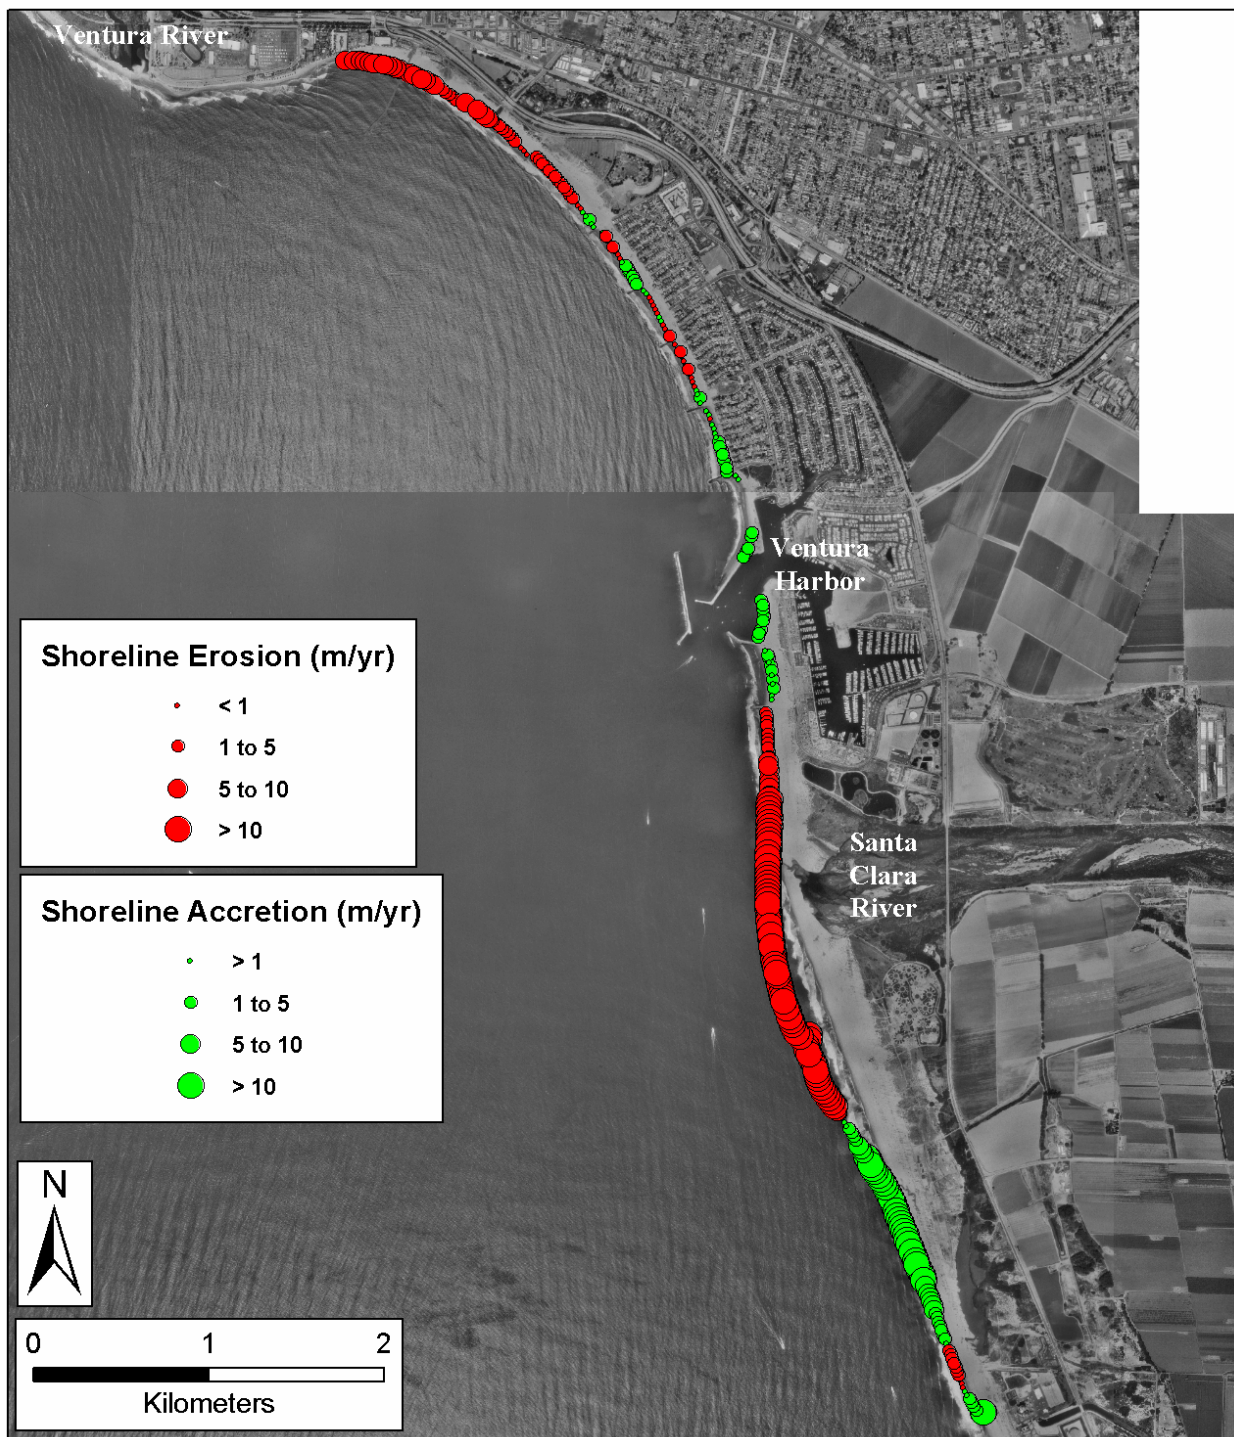 Ventura River
Ventura
Harbor
Shoreline Erosion (m/yr)
< 1
1 to 5
5 to 10
> 10
Santa
Clara
River
Shoreline Accretion (m/yr)
> 1
1 to 5
5 to 10
> 10
N
0 1 2
Kilometers